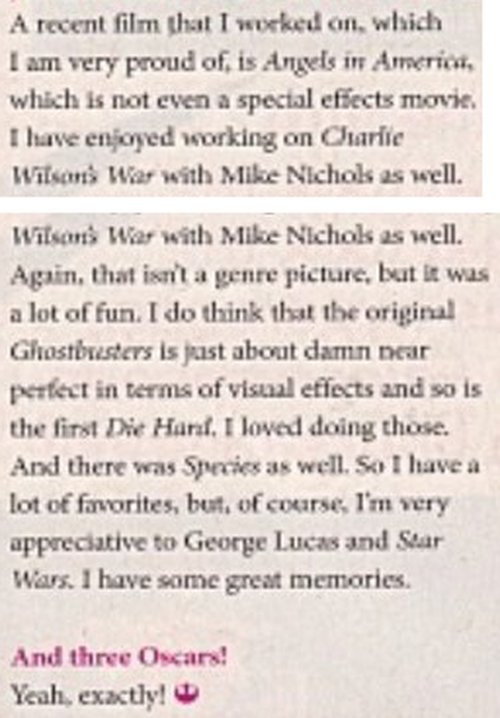 A recent film that I worked on, which
I am very proud of, is Angels in America,
which is not even a special effects movie.
I have enjoyed working on Charlie
Wilson's War with Mike Nichols as well.
Wilson's War with Mike Nichols as well.
Again, that isn't a genre picture, but it was
a lot of fun. I do think that the original
Ghostbusters is just about damn near
perfect in terms of visual effects and so is
the first Die Hard. I loved doing those.
And there was Species as well. So I have a
lot of favorites, but, of course, I'm very
appreciative to George Lucas and Star
Wars. I have some great memories.
And three Oscars!
Yeah, exactly!